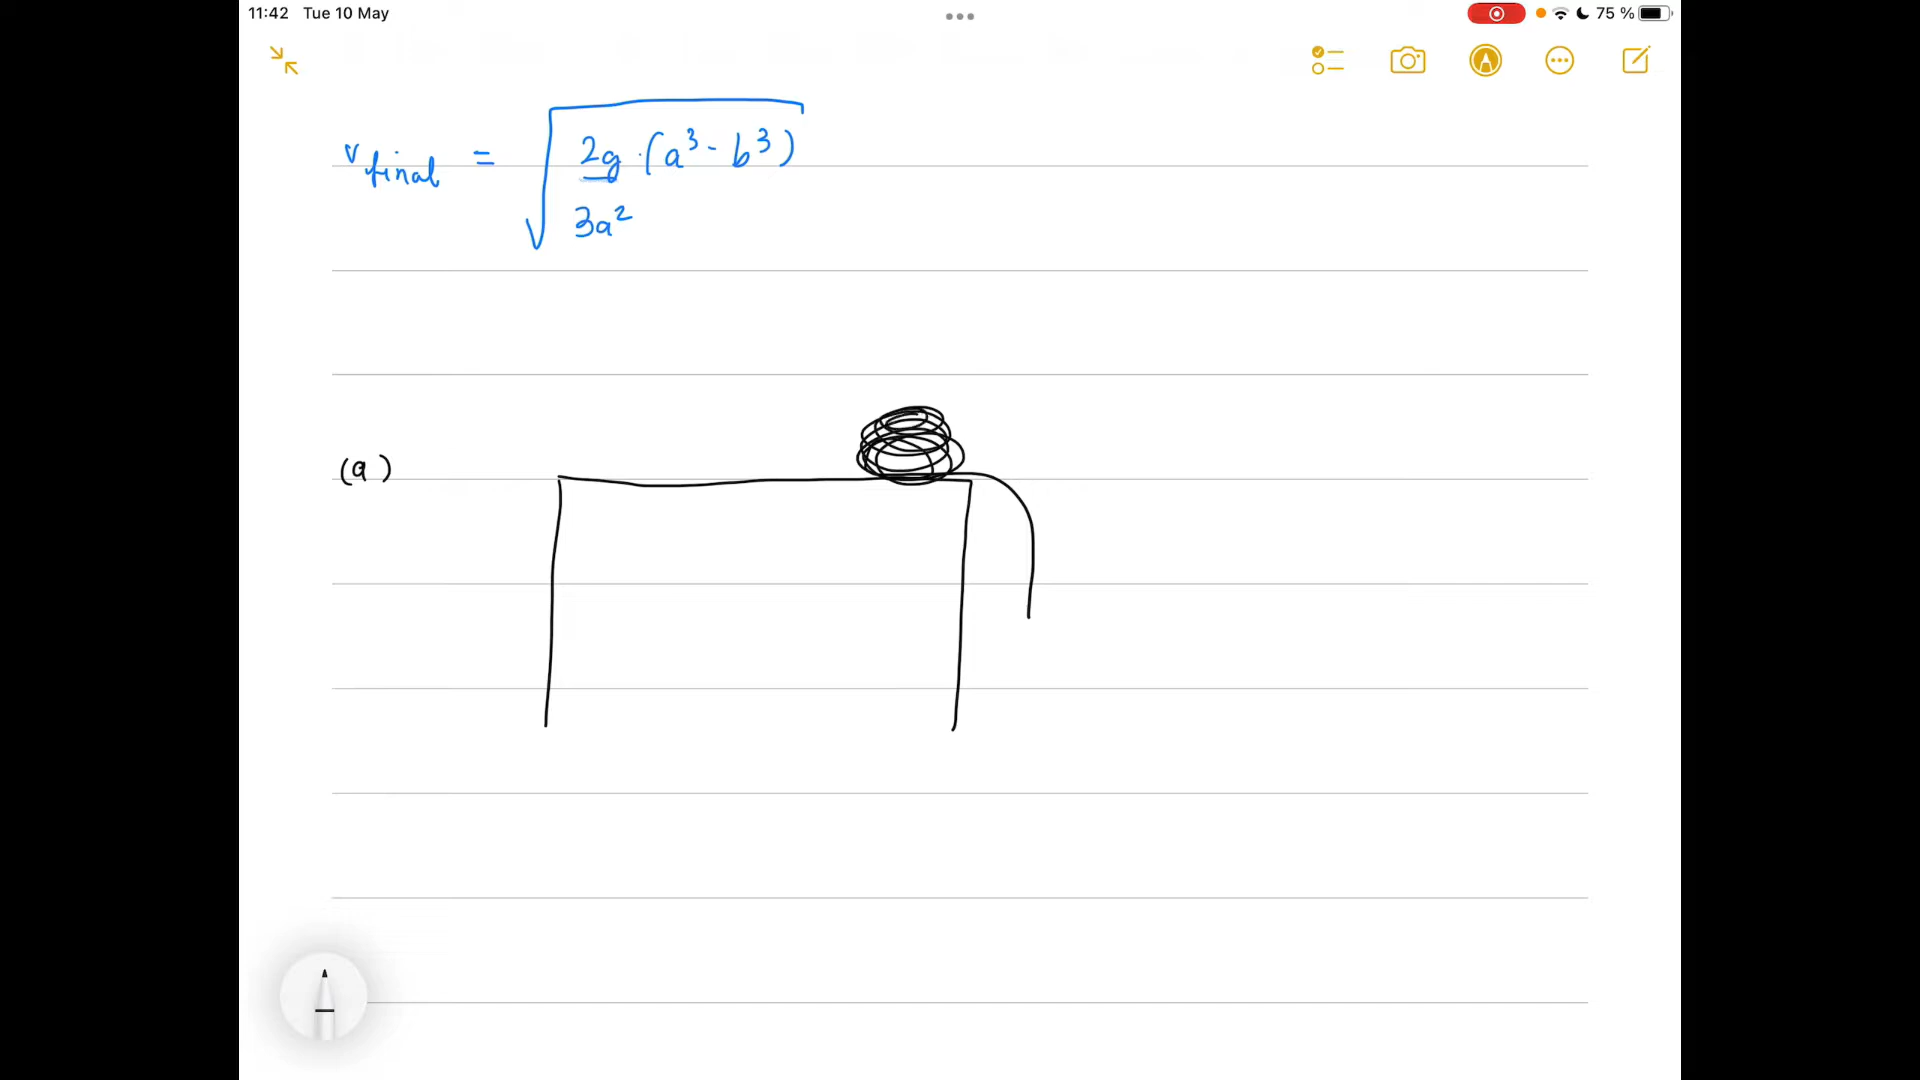 11:42 Tue 10 May 75 %
v final = √ 2g · (a³ - b³)
3a²
(a)